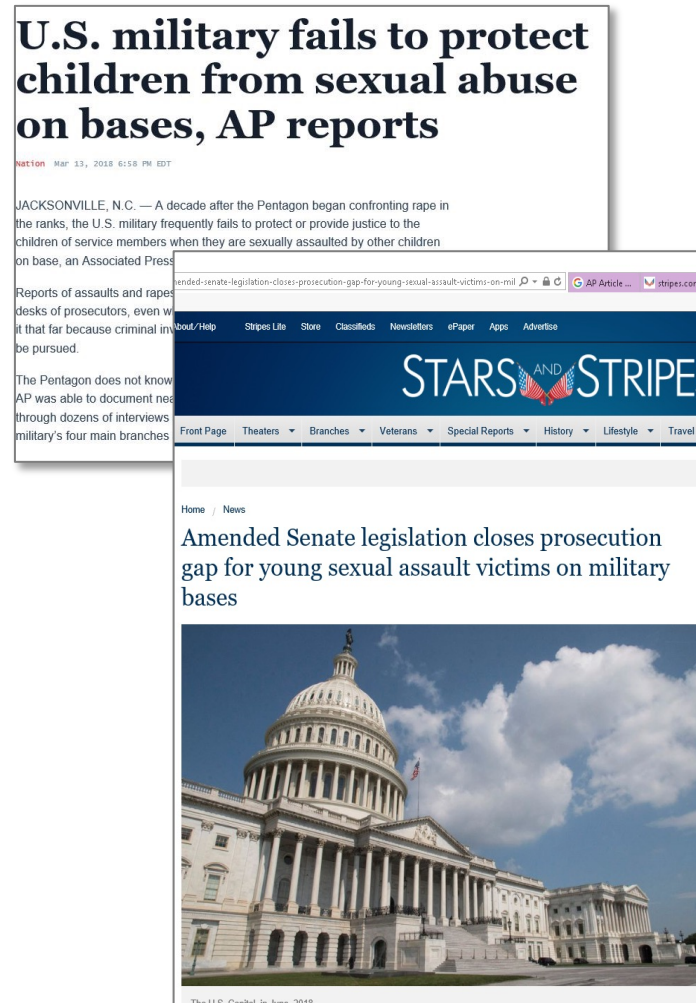 U.S. military fails to protect
children from sexual abuse
on bases, AP reports
Nation Mar 13, 2018 6:58 PM EDT
JACKSONVILLE, N.C. — A decade after the Pentagon began confronting rape in
the ranks, the U.S. military frequently fails to protect or provide justice to the
children of service members when they are sexually assaulted by other children
on base, an Associated Press
Reports of assaults and rapes
desks of prosecutors, even w
it that far because criminal inv
be pursued.
The Pentagon does not know
AP was able to document nea
through dozens of interviews
military's four main branches
ended-senate-legislation-closes-prosecution-gap-for-young-sexual-assault-victims-on-mil
AP Article ...
stripes.com
About/Help Stripes Lite Store Classifieds Newsletters ePaper Apps Advertise
STARS AND STRIPE
Front Page Theaters Branches Veterans Special Reports History Lifestyle Travel
Home / News
Amended Senate legislation closes prosecution
gap for young sexual assault victims on military
bases
The U.S. Capitol in June, 2018.